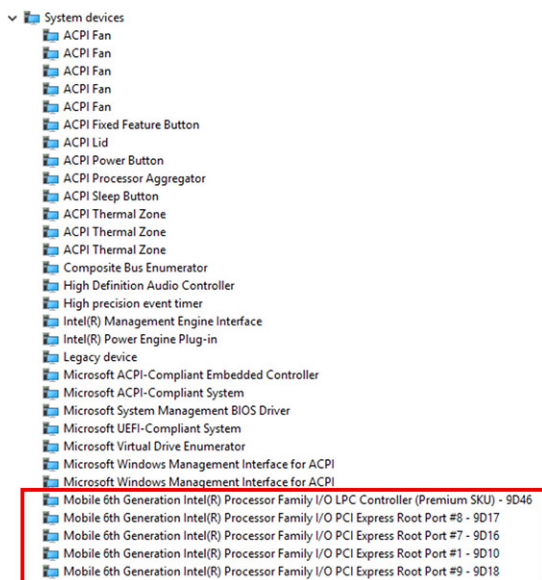 System devices
ACPI Fan
ACPI Fan
ACPI Fan
ACPI Fan
ACPI Fan
ACPI Fixed Feature Button
ACPI Lid
ACPI Power Button
ACPI Processor Aggregator
ACPI Sleep Button
ACPI Thermal Zone
ACPI Thermal Zone
ACPI Thermal Zone
Composite Bus Enumerator
High Definition Audio Controller
High precision event timer
Intel(R) Management Engine Interface
Intel(R) Power Engine Plug-in
Legacy device
Microsoft ACPI-Compliant Embedded Controller
Microsoft ACPI-Compliant System
Microsoft System Management BIOS Driver
Microsoft UEFI-Compliant System
Microsoft Virtual Drive Enumerator
Microsoft Windows Management Interface for ACPI
Microsoft Windows Management Interface for ACPI
Mobile 6th Generation Intel(R) Processor Family I/O LPC Controller (Premium SKU) - 9D46
Mobile 6th Generation Intel(R) Processor Family I/O PCI Express Root Port #8 - 9D17
Mobile 6th Generation Intel(R) Processor Family I/O PCI Express Root Port #7 - 9D16
Mobile 6th Generation Intel(R) Processor Family I/O PCI Express Root Port #1 - 9D10
Mobile 6th Generation Intel(R) Processor Family I/O PCI Express Root Port #9 - 9D18